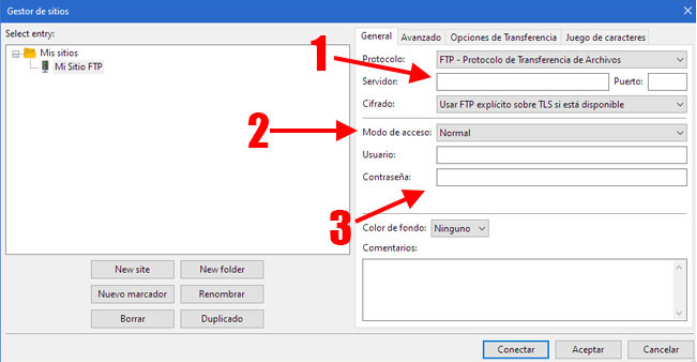 Gestor de sitios
Select entry:
Mis sitios
Mi Sitio FTP
New site
New folder
Nuevo marcador
Renombrar
Borrar
Duplicado
General
Avanzado
Opciones de Transferencia
Juego de caracteres
1
Protocolo:
FTP - Protocolo de Transferencia de Archivos
Servidor:
Puerto:
Cifrado:
Usar FTP explícito sobre TLS si está disponible
2
Modo de acceso:
Normal
Usuario:
Contraseña:
3
Color de fondo:
Ninguno
Comentarios:
Conectar
Aceptar
Cancelar